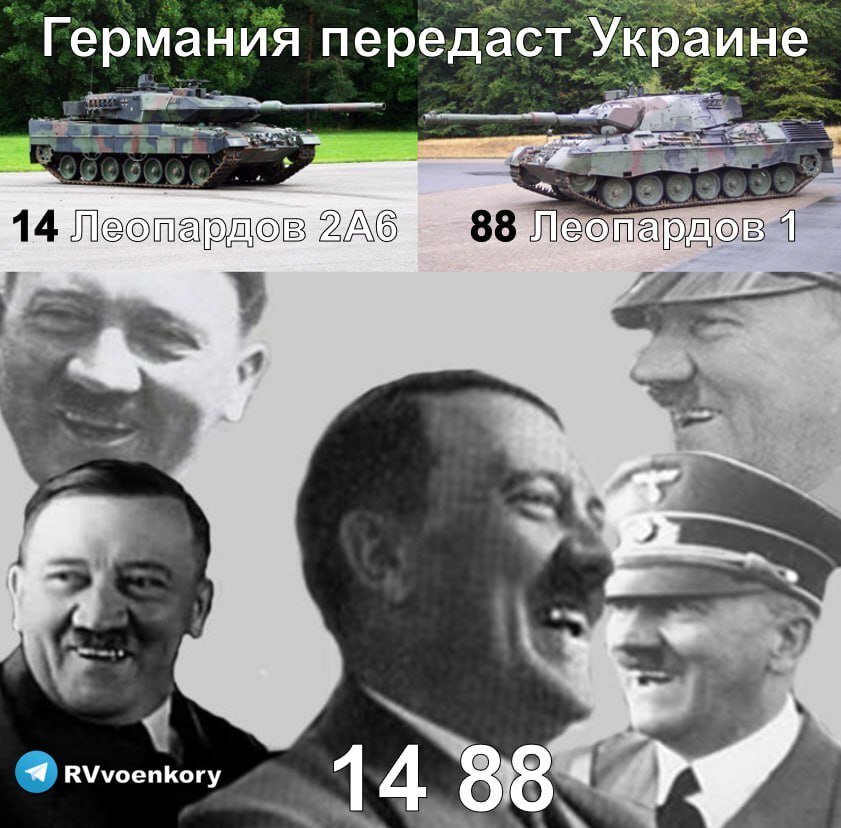 Германия передаст Украине
14 Леопардов 2А6
88 Леопардов 1
RVvoenkory
14 88